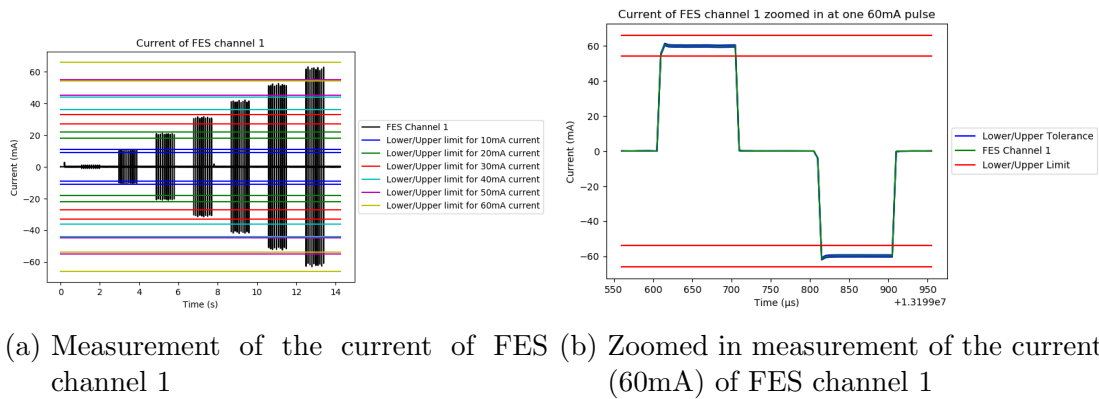 Current of FES channel 1
60
40
20
0
−20
−40
−60
Current (mA)
0
2
4
6
8
10
12
14
Time (s)
FES Channel 1
Lower/Upper limit for 10mA current
Lower/Upper limit for 20mA current
Lower/Upper limit for 30mA current
Lower/Upper limit for 40mA current
Lower/Upper limit for 50mA current
Lower/Upper limit for 60mA current
Current of FES channel 1 zoomed in at one 60mA pulse
60
40
20
0
−20
−40
−60
Current (mA)
550
600
650
700
750
800
850
900
950
Time (µs)
+1.3199e7
Lower/Upper Tolerance
FES Channel 1
Lower/Upper Limit
(a) Measurement of the current of FES
channel 1
(b) Zoomed in measurement of the current
(60mA) of FES channel 1